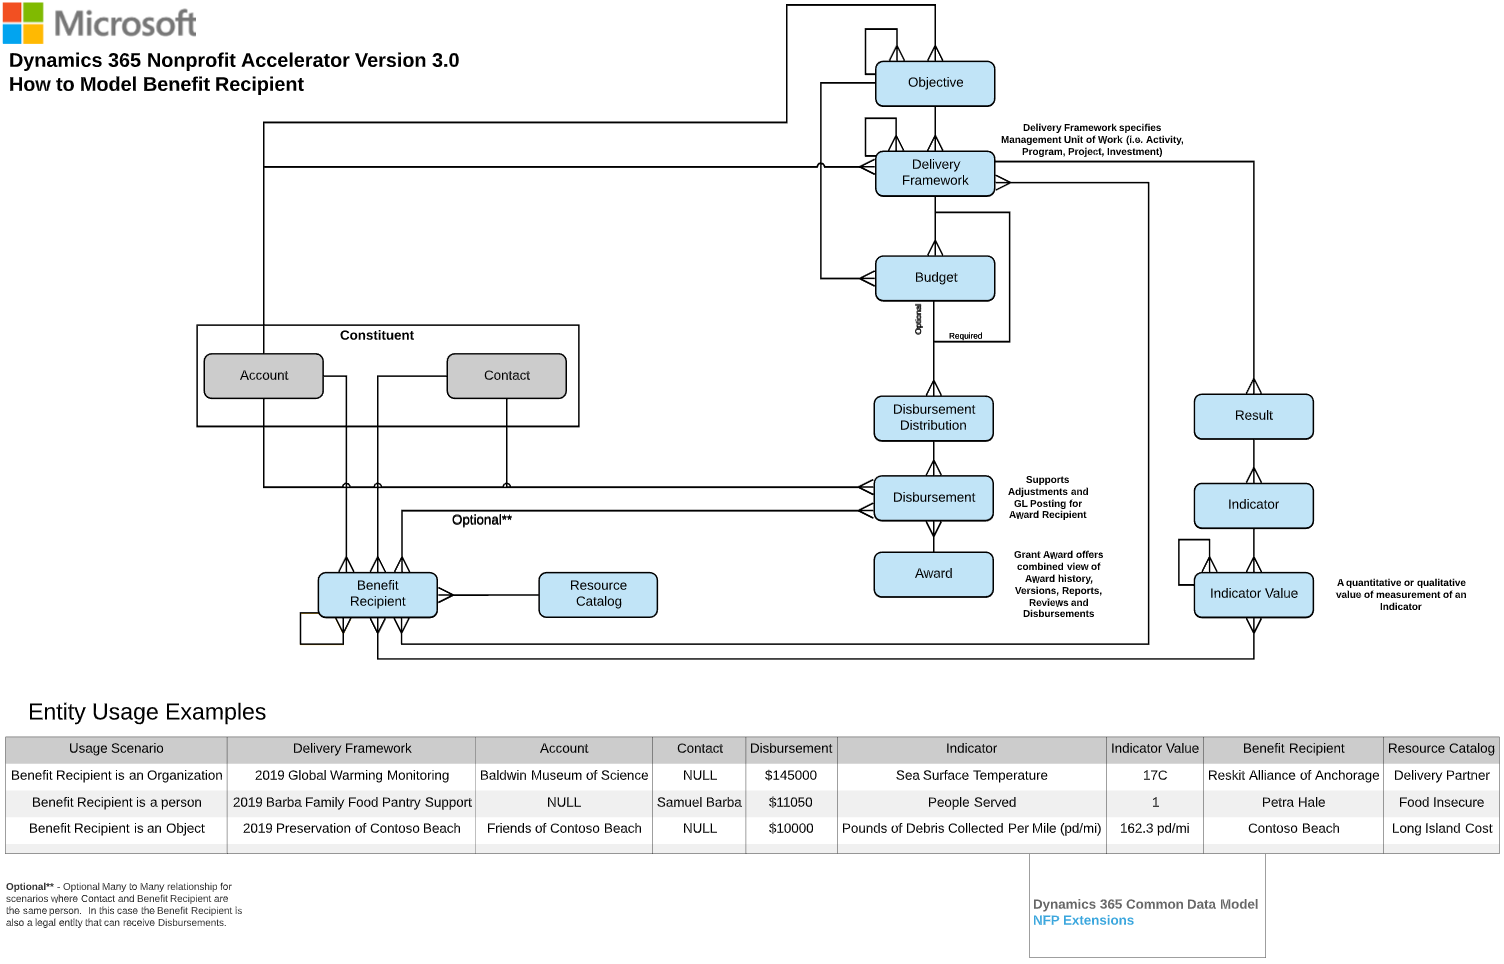 Microsoft
Dynamics 365 Nonprofit Accelerator Version 3.0
How to Model Benefit Recipient
Objective
Delivery Framework specifies
Management Unit of Work (i.e. Activity,
Program, Project, Investment)
Delivery
Framework
Budget
Optional
Required
Constituent
Account
Contact
Disbursement
Distribution
Result
Disbursement
Supports
Adjustments and
GL Posting for
Award Recipient
Indicator
Optional**
Award
Grant Award offers
combined view of
Award history,
Versions, Reports,
Reviews and
Disbursements
Benefit
Recipient
Resource
Catalog
Indicator Value
A quantitative or qualitative
value of measurement of an
Indicator
Entity Usage Examples
Usage Scenario Delivery Framework Account Contact Disbursement Indicator Indicator Value Benefit Recipient Resource Catalog
Benefit Recipient is an Organization 2019 Global Warming Monitoring Baldwin Museum of Science NULL $145000 Sea Surface Temperature 17C Reskit Alliance of Anchorage Delivery Partner
Benefit Recipient is a person 2019 Barba Family Food Pantry Support NULL Samuel Barba $11050 People Served 1 Petra Hale Food Insecure
Benefit Recipient is an Object 2019 Preservation of Contoso Beach Friends of Contoso Beach NULL $10000 Pounds of Debris Collected Per Mile (pd/mi) 162.3 pd/mi Contoso Beach Long Island Cost
Optional** - Optional Many to Many relationship for
scenarios where Contact and Benefit Recipient are
the same person. In this case the Benefit Recipient is
also a legal entity that can receive Disbursements.
Dynamics 365 Common Data Model
NFP Extensions